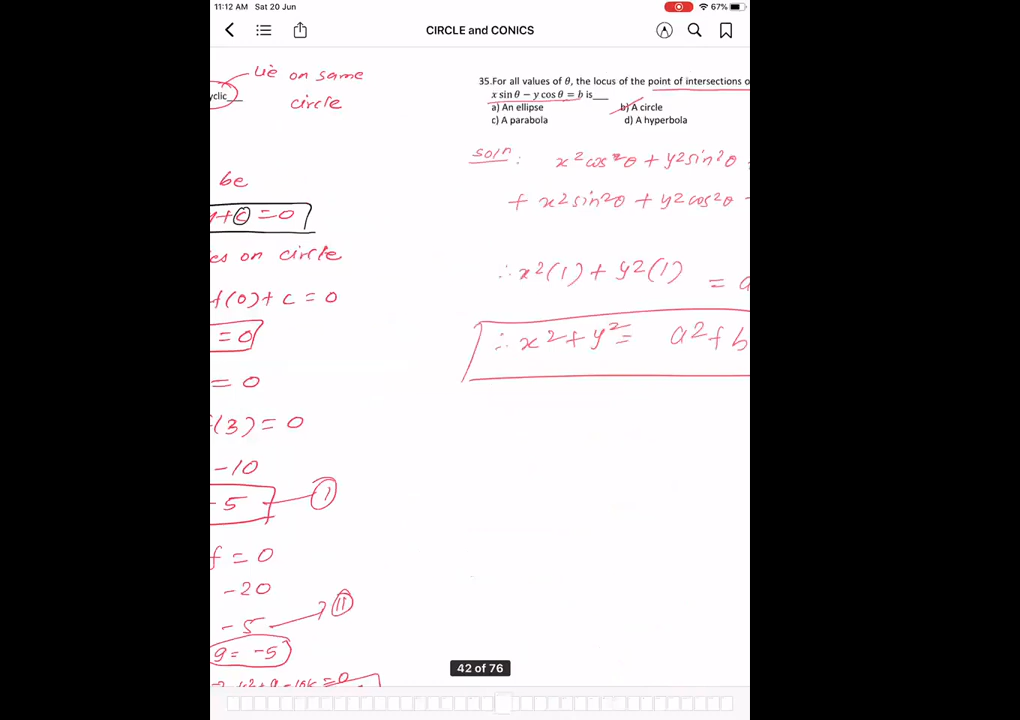 11:12 AM Sat 20 Jun
67%
CIRCLE and CONICS
Lie on same
circle
yclic__
be
+ c = 0
es on circle
f(0) + c = 0
= 0
= 0
f(3) = 0
-10
- 5 I
f = 0
-20
- 5 II
g = -5
35.For all values of θ, the locus of the point of intersections o
x sin θ − y cos θ = b is___
a) An ellipse b) A circle
c) A parabola d) A hyperbola
soln : x²cos²θ + y²sin²θ
+ x²sin²θ + y²cos²θ
∴ x²(1) + y²(1) = a
∴ x² + y² = a² + b
42 of 76